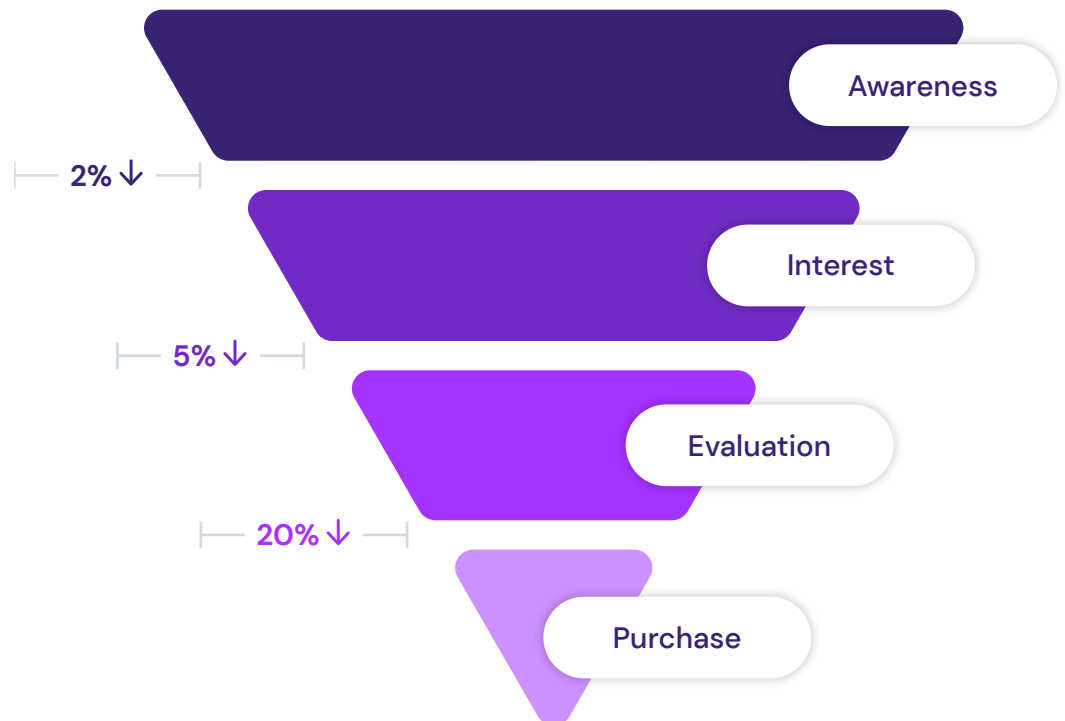 Awareness
2% ↓
Interest
5% ↓
Evaluation
20% ↓
Purchase